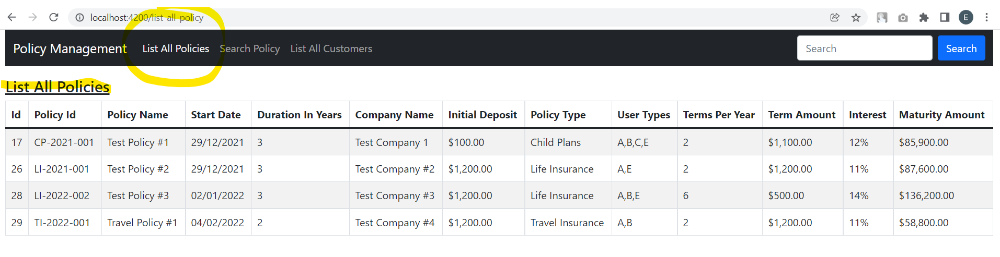 localhost:4200/list-all-policy E
Policy Management List All Policies Search Policy List All Customers Search Search
List All Policies
Id Policy Id Policy Name Start Date Duration In Years Company Name Initial Deposit Policy Type User Types Terms Per Year Term Amount Interest Maturity Amount
17 CP-2021-001 Test Policy #1 29/12/2021 3 Test Company 1 $100.00 Child Plans A,B,C,E 2 $1,100.00 12% $85,900.00
26 LI-2021-001 Test Policy #2 29/12/2021 3 Test Company #2 $1,200.00 Life Insurance A,E 2 $1,200.00 11% $87,600.00
28 LI-2022-002 Test Policy #3 02/01/2022 3 Test Company #3 $1,200.00 Life Insurance A,B,E 6 $500.00 14% $136,200.00
29 TI-2022-001 Travel Policy #1 04/02/2022 2 Test Company #4 $1,200.00 Travel Insurance A,B 2 $1,200.00 11% $58,800.00